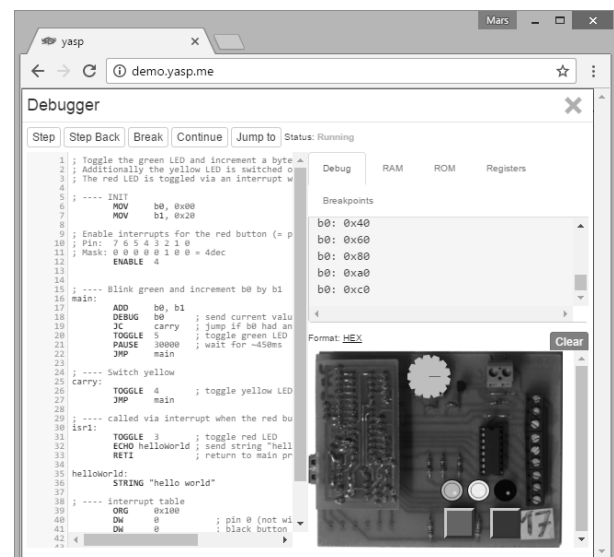 Mars
yasp
demo.yasp.me
Debugger
Step Step Back Break Continue Jump to Status: Running
1 ; Toggle the green LED and increment a byte
2 ; Additionally the yellow LED is switched o
3 ; The red LED is toggled via an interrupt w
4
5 ; ---- INIT
6 MOV b0, 0x00
7 MOV b1, 0x20
8
9 ; Enable interrupts for the red button (= p
10 ; Pin: 7 6 5 4 3 2 1 0
11 ; Mask: 0 0 0 0 0 1 0 0 = 4dec
12 ENABLE 4
13
14
15 ; ---- Blink green and increment b0 by b1
16 main:
17 ADD b0, b1
18 DEBUG b0 ; send current valu
19 JC carry ; jump if b0 had an
20 TOGGLE 5 ; toggle green LED
21 PAUSE 30000 ; wait for ~450ms
22 JMP main
23
24 ; ---- Switch yellow
25 carry:
26 TOGGLE 4 ; toggle yellow LED
27 JMP main
28
29 ; ---- called via interrupt when the red bu
30 isr1:
31 TOGGLE 3 ; toggle red LED
32 ECHO helloWorld ; send string "hell
33 RETI ; return to main pr
34
35 helloWorld:
36 STRING "hello world"
37
38 ; ---- interrupt table
39 ORG 0x100
40 DW 0 ; pin 0 (not wi
41 DW 0 ; black button
42
43
Debug RAM ROM Registers
Breakpoints
b0: 0x40
b0: 0x60
b0: 0x80
b0: 0xa0
b0: 0xc0
Format: HEX
Clear
17